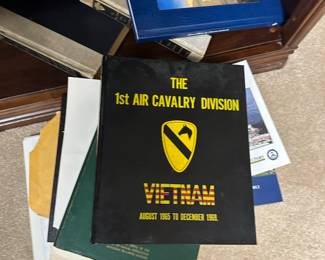 THE
1st AIR CAVALRY DIVISION
VIETNAM
AUGUST 1965 TO DECEMBER 1969.